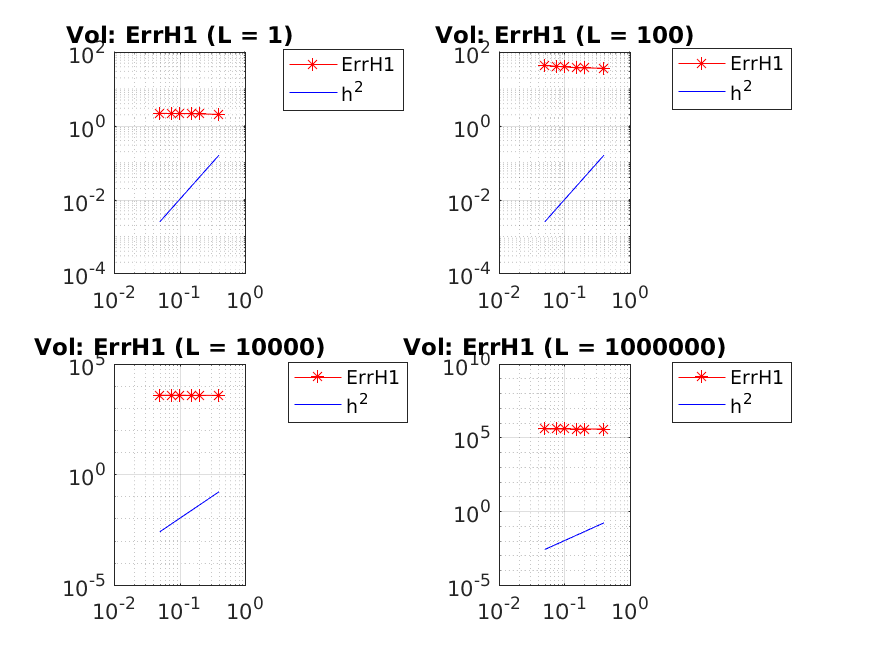 Vol: ErrH1 (L = 1)
10^2
10^0
10^-2
10^-4
10^-2 10^-1 10^0
ErrH1
h^2
Vol: ErrH1 (L = 100)
10^2
10^0
10^-2
10^-4
10^-2 10^-1 10^0
ErrH1
h^2
Vol: ErrH1 (L = 10000)
10^5
10^0
10^-5
10^-2 10^-1 10^0
ErrH1
h^2
Vol: ErrH1 (L = 1000000)
10^10
10^5
10^0
10^-5
10^-2 10^-1 10^0
ErrH1
h^2